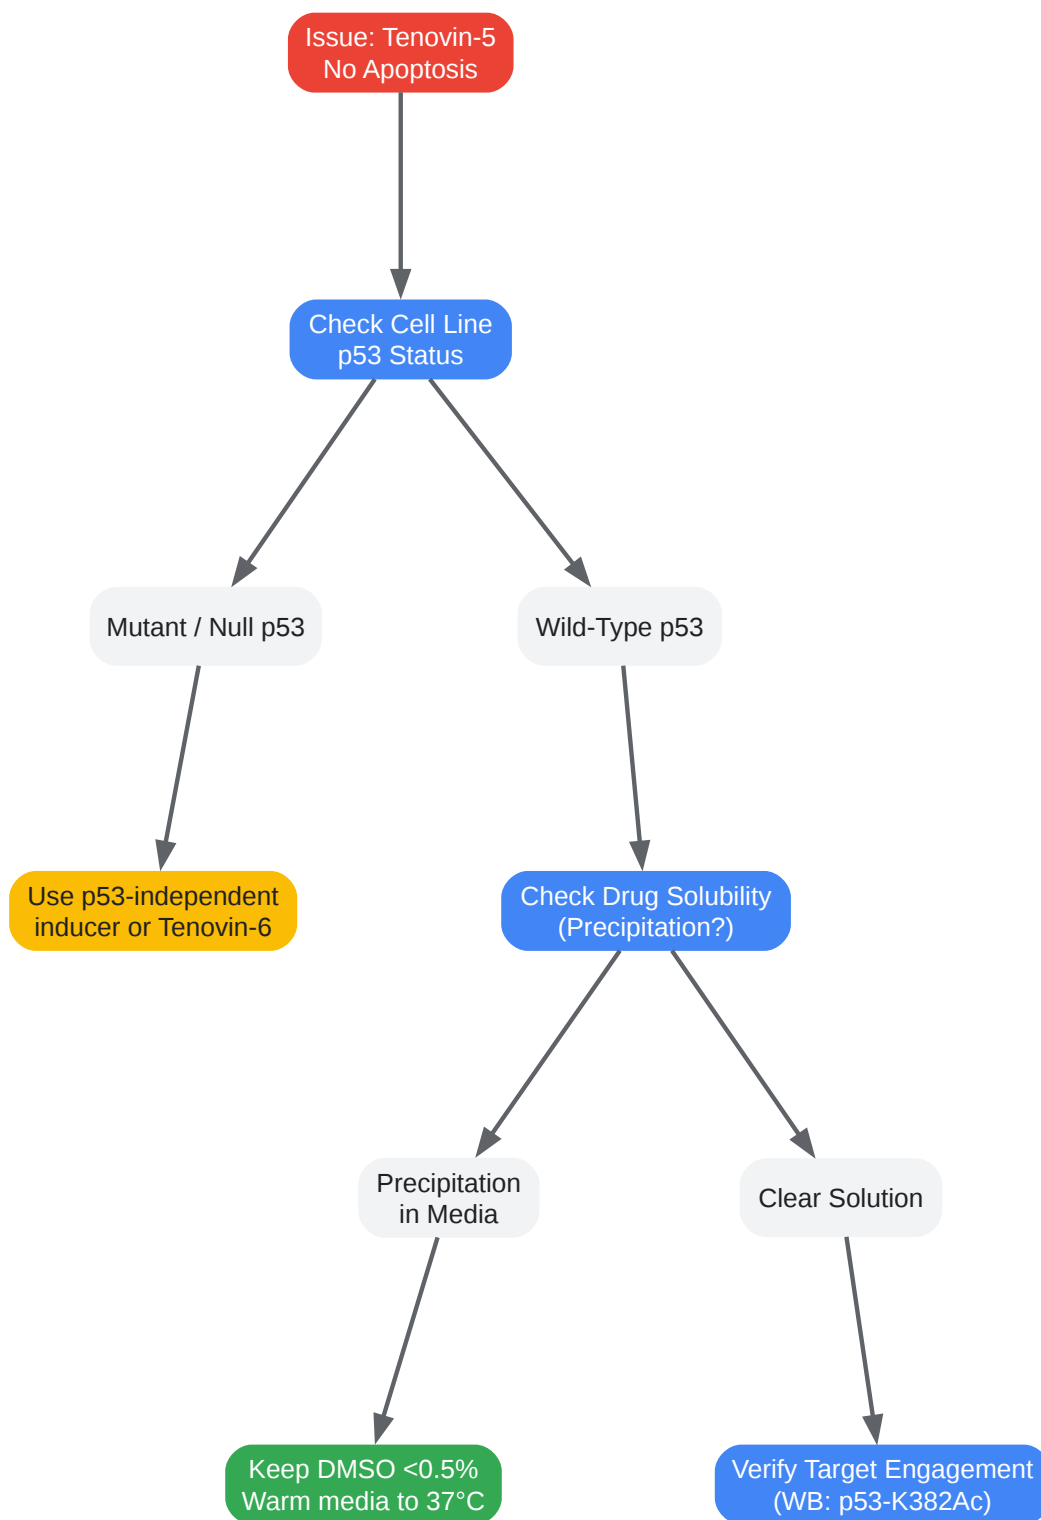 Issue: Tenovin-5
No Apoptosis
Check Cell Line
p53 Status
Mutant / Null p53
Wild-Type p53
Use p53-independent
inducer or Tenovin-6
Check Drug Solubility
(Precipitation?)
Precipitation
in Media
Clear Solution
Keep DMSO <0.5%
Warm media to 37°C
Verify Target Engagement
(WB: p53-K382Ac)